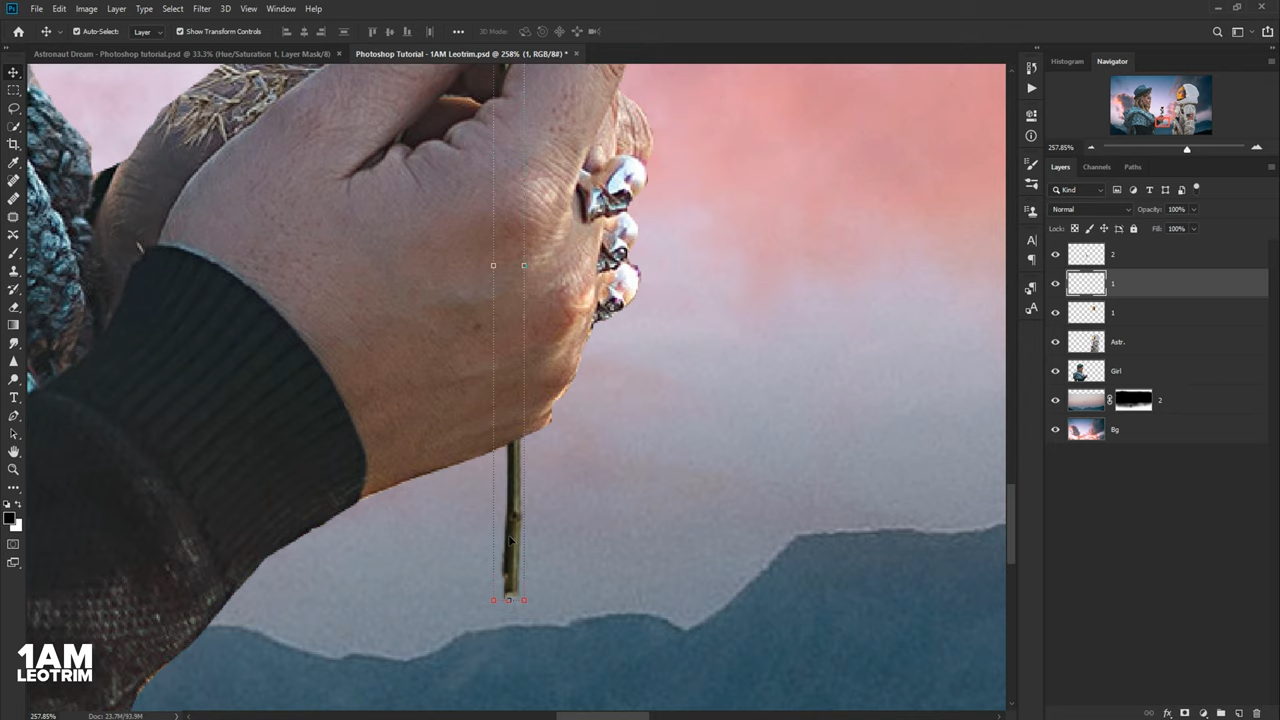 Ps File Edit Image Layer Type Select Filter 3D View Window Help
Auto-Select: Layer Show Transform Controls 3D Mode:
Astronaut Dream - Photoshop tutorial.psd @ 33.3% (Hue/Saturation 1, Layer Mask/8) Photoshop Tutorial - 1AM Leotrim.psd @ 258% (1, RGB/8#) *
Histogram Navigator
257.85%
Layers Channels Paths
Kind
Normal Opacity: 100%
Lock: Fill: 100%
2
1
1
Astr.
Girl
2
Bg
1AM
LEOTRIM
257.85% Doc: 23.7M/93.9M